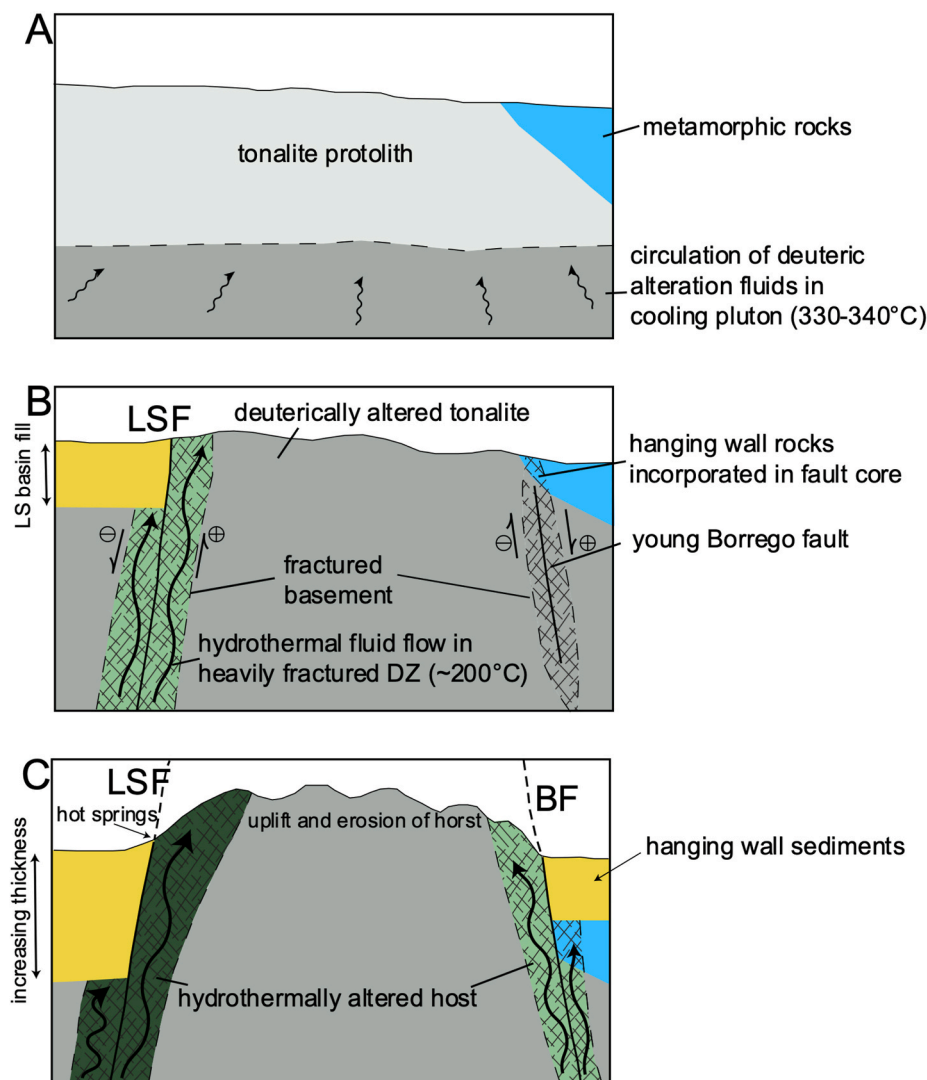 A
tonalite protolith
metamorphic rocks
circulation of deuteric
alteration fluids in
cooling pluton (330-340°C)
B
LSF
deuterically altered tonalite
LS basin fill
hanging wall rocks
incorporated in fault core
⊖
⊕
⊖
⊕
young Borrego fault
fractured
basement
hydrothermal fluid flow in
heavily fractured DZ (~200°C)
C
LSF
BF
hot springs
uplift and erosion of horst
hanging wall sediments
increasing thickness
hydrothermally altered host